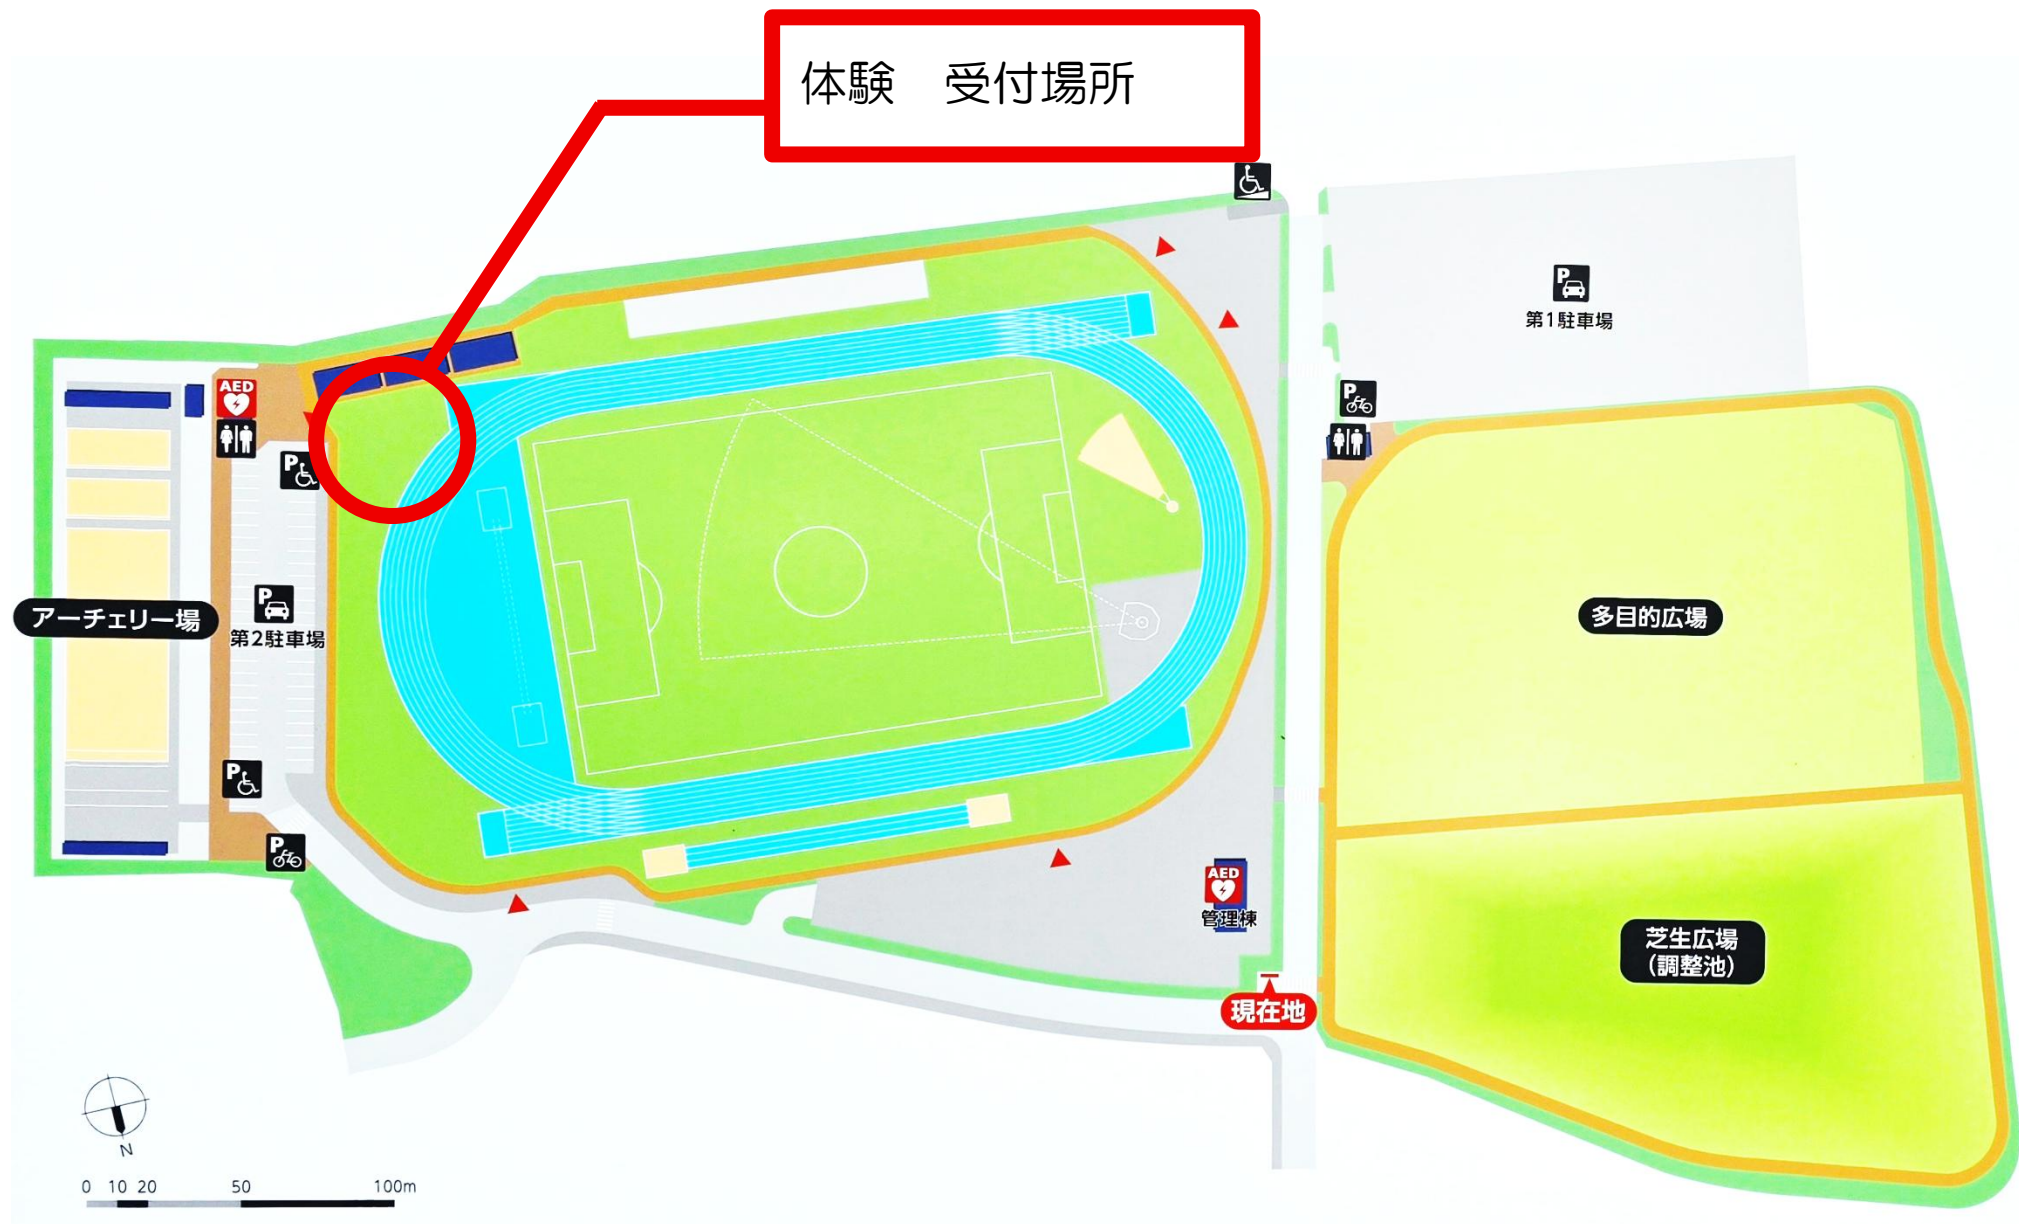 体験　受付場所
P
第1駐車場
AED
P
P
アーチェリー場
P
第2駐車場
多目的広場
P
P
AED
管理棟
芝生広場
（調整池）
現在地
N
0 10 20 50 100m